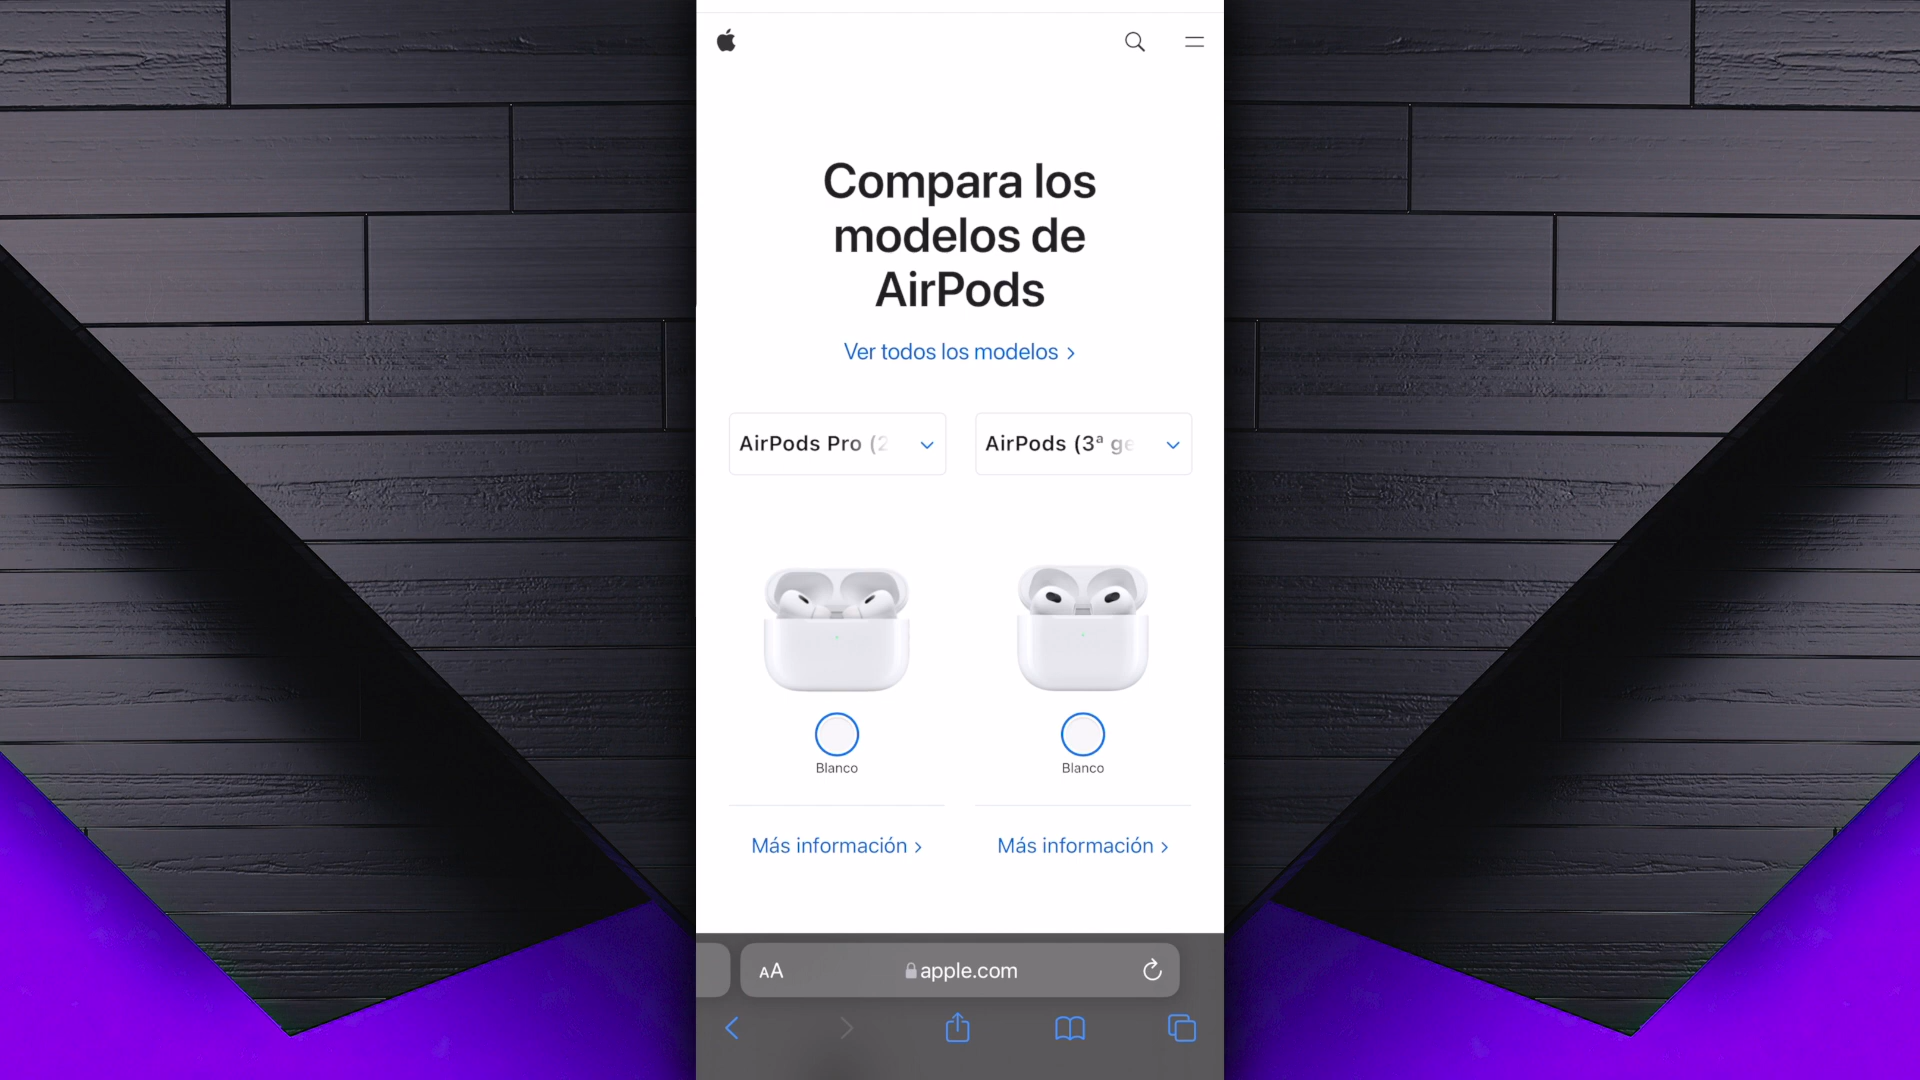 Compara los
modelos de
AirPods
Ver todos los modelos >
AirPods Pro (2
AirPods (3ª ge
Blanco
Blanco
Más información >
Más información >
AA
apple.com